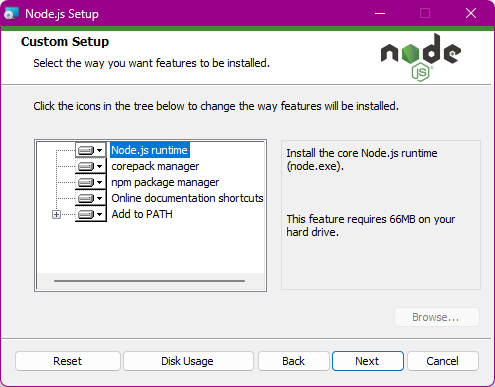 Node.js Setup
Custom Setup
Select the way you want features to be installed.
node
JS
Click the icons in the tree below to change the way features will be installed.
Node.js runtime
corepack manager
npm package manager
Online documentation shortcuts
Add to PATH
Install the core Node.js runtime
(node.exe).
This feature requires 66MB on your
hard drive.
Browse...
Reset
Disk Usage
Back
Next
Cancel